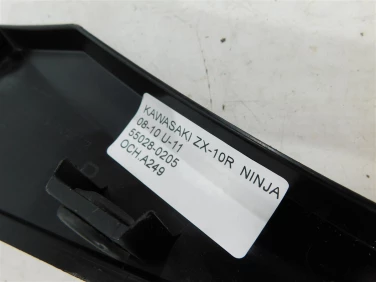 KAWASAKI ZX-10R NINJA
08-10 U-11
55028-0205
OCH.A249